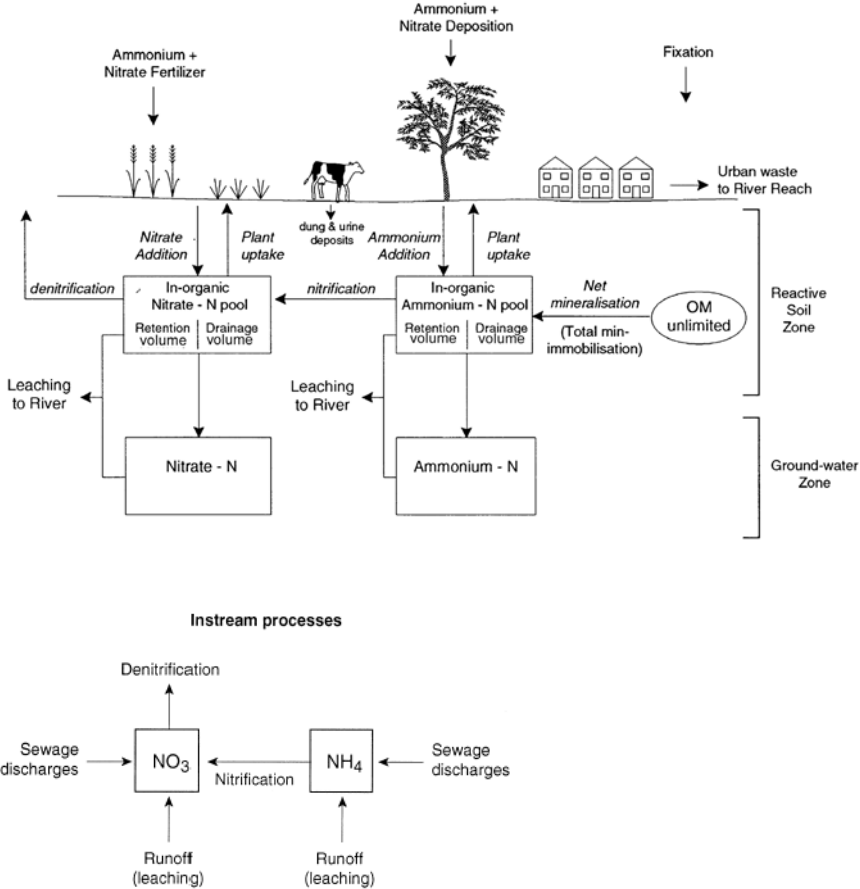 Ammonium +
Nitrate Deposition
Ammonium +
Nitrate Fertilizer
Fixation
Urban waste
to River Reach
dung & urine
deposits
Nitrate
Addition
Plant
uptake
Ammonium
Addition
Plant
uptake
denitrification
In-organic
Nitrate - N pool
Retention
volume
Drainage
volume
nitrification
In-organic
Ammonium - N pool
Retention
volume
Drainage
volume
Net
mineralisation
(Total min-
immobilisation)
OM
unlimited
Reactive
Soil
Zone
Leaching
to River
Leaching
to River
Nitrate - N
Ammonium - N
Ground-water
Zone
Instream processes
Denitrification
Sewage
discharges
NO3
Nitrification
NH4
Sewage
discharges
Runoff
(leaching)
Runoff
(leaching)